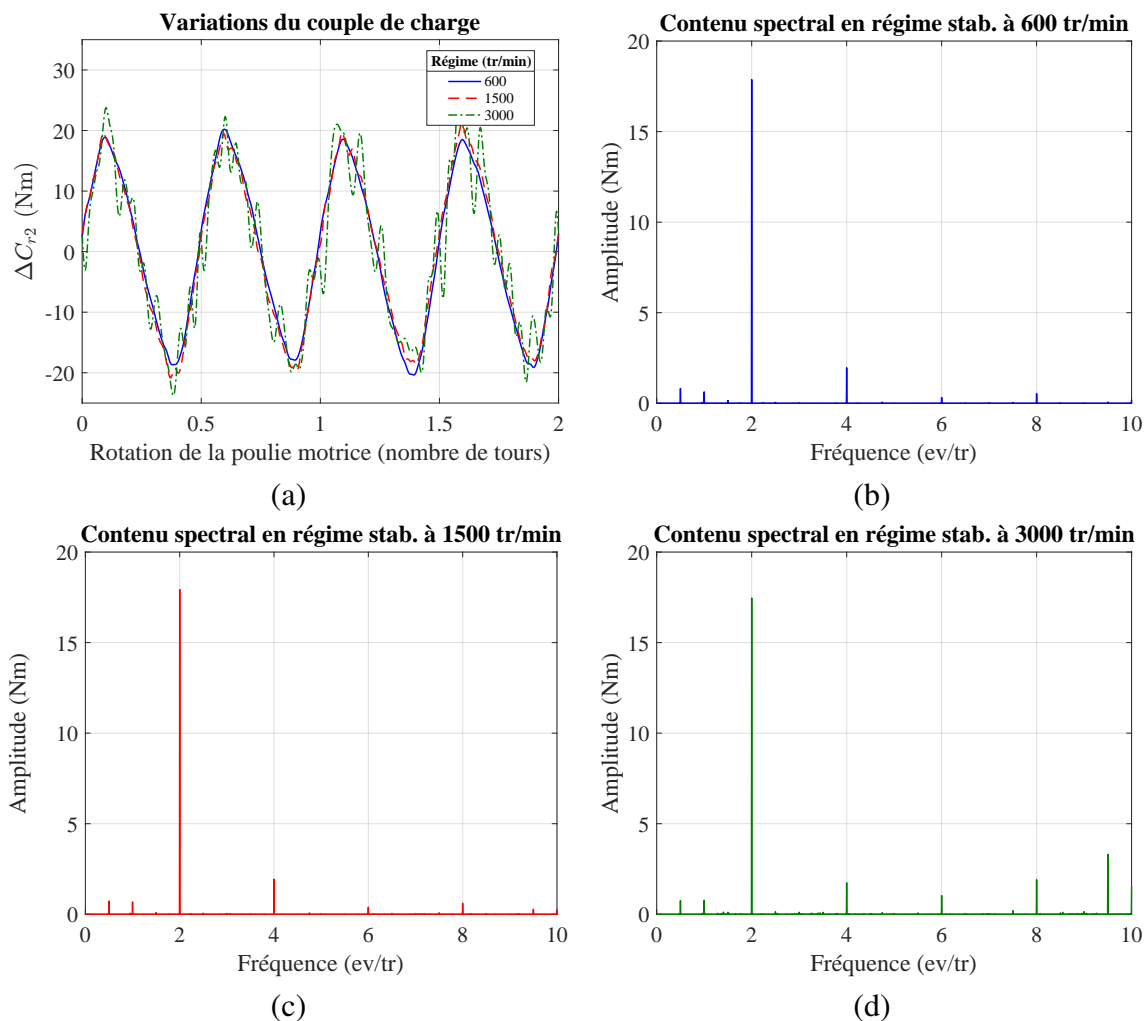 Variations du couple de charge
30
20
10
0
-10
-20
0
0.5
1
1.5
2
ΔC_{r2} (Nm)
Rotation de la poulie motrice (nombre de tours)
Régime (tr/min)
600
1500
3000
(a)
Contenu spectral en régime stab. à 600 tr/min
20
15
10
5
0
0
2
4
6
8
10
Amplitude (Nm)
Fréquence (ev/tr)
(b)
Contenu spectral en régime stab. à 1500 tr/min
20
15
10
5
0
0
2
4
6
8
10
Amplitude (Nm)
Fréquence (ev/tr)
(c)
Contenu spectral en régime stab. à 3000 tr/min
20
15
10
5
0
0
2
4
6
8
10
Amplitude (Nm)
Fréquence (ev/tr)
(d)